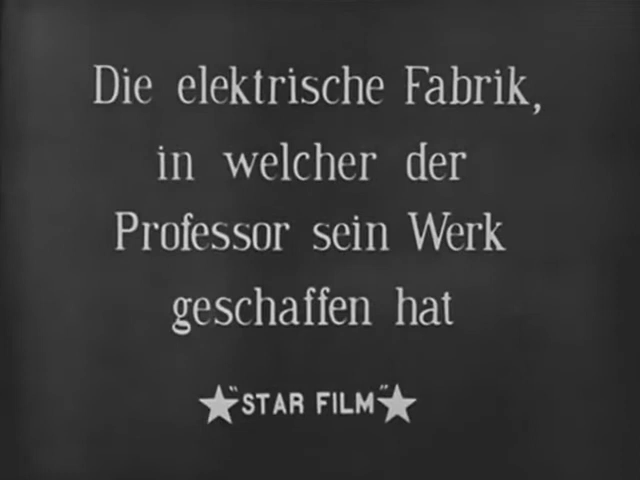 Die elektrische Fabrik,
in welcher der
Professor sein Werk
geschaffen hat
★"STAR FILM"★